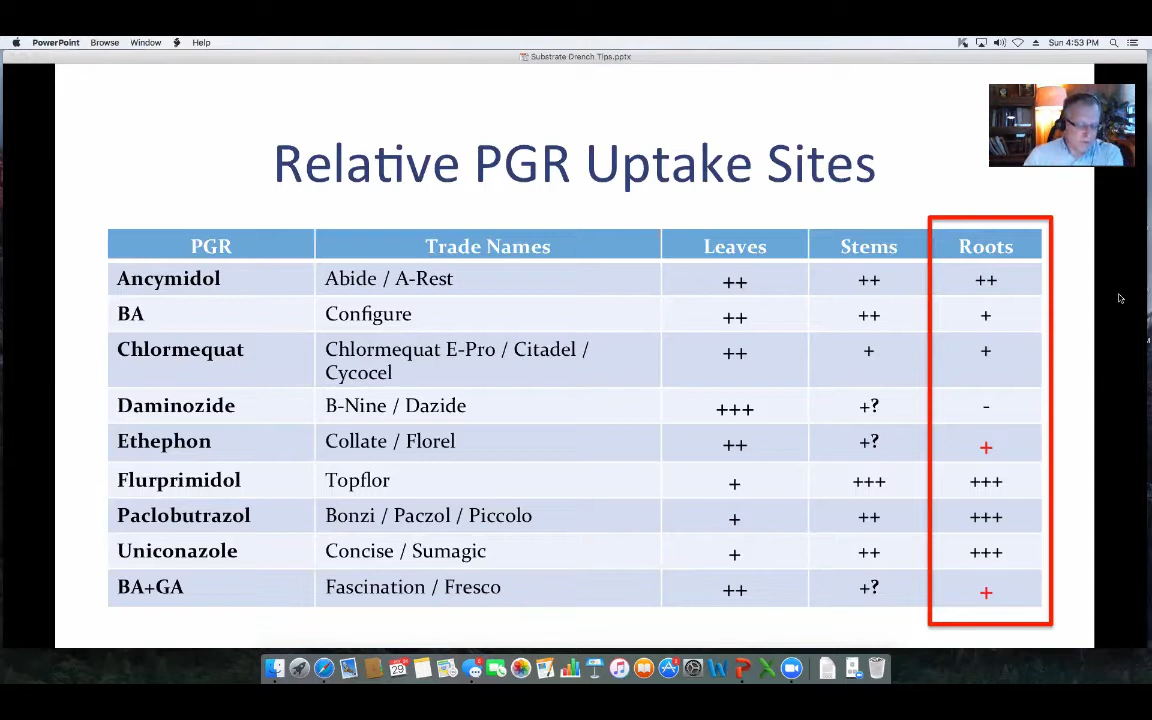 PowerPoint Browse Window Help Sun 4:53 PM
Substrate Drench Tips.pptx
Relative PGR Uptake Sites
PGR Trade Names Leaves Stems Roots
Ancymidol Abide / A-Rest ++ ++ ++
BA Configure ++ ++ +
Chlormequat Chlormequat E-Pro / Citadel / ++ + +
Cycocel
Daminozide B-Nine / Dazide +++ +? -
Ethephon Collate / Florel ++ +? +
Flurprimidol Topflor + +++ +++
Paclobutrazol Bonzi / Paczol / Piccolo + ++ +++
Uniconazole Concise / Sumagic + ++ +++
BA+GA Fascination / Fresco ++ +? +
29